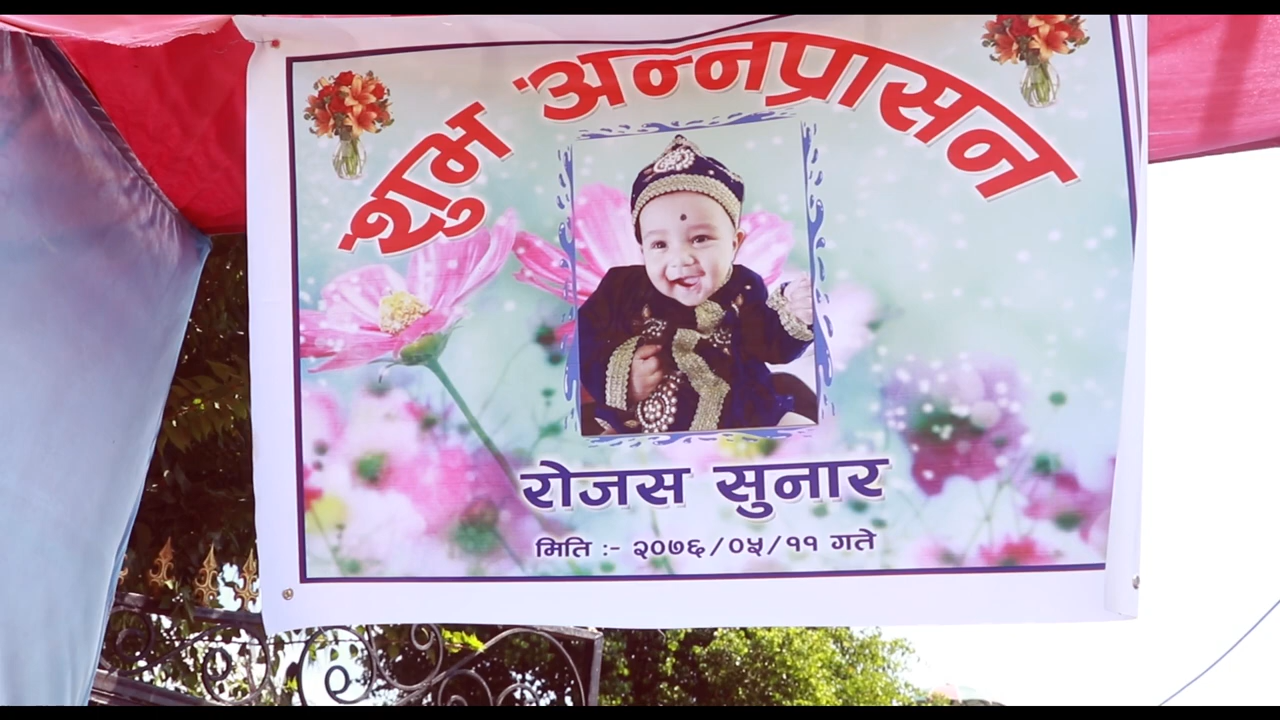 शुभ अन्नप्रासन
रोजस सुनार
मिति :- २०७६/०५/११ गते